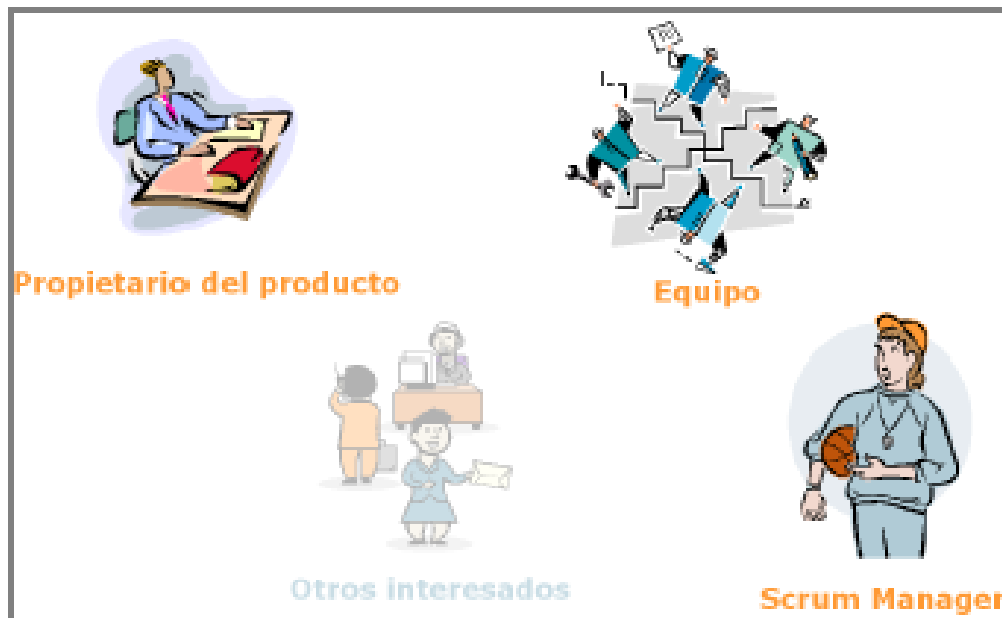 Propietario del producto
Equipo
Otros interesados
Scrum Manager